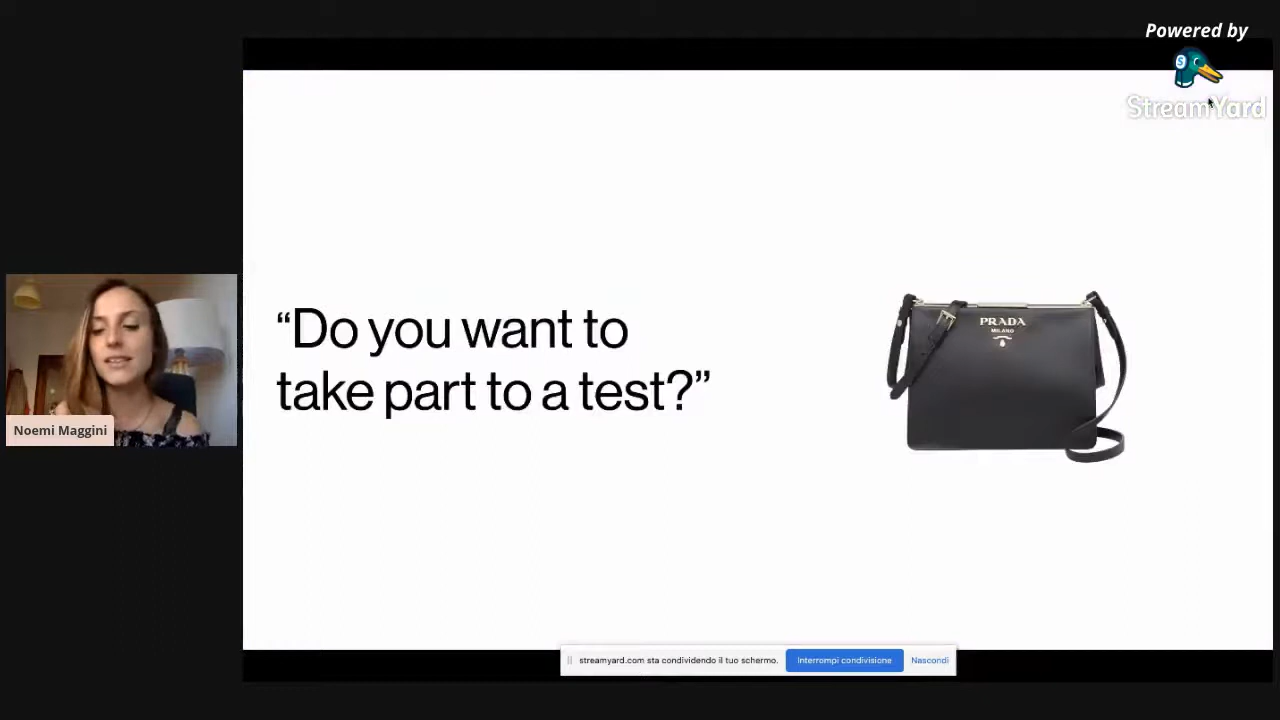 Powered by
StreamYard
“Do you want to
take part to a test?”
PRADA
MILANO
Noemi Maggini
streamyard.com sta condividendo il tuo schermo.
Interrompi condivisione
Nascondi